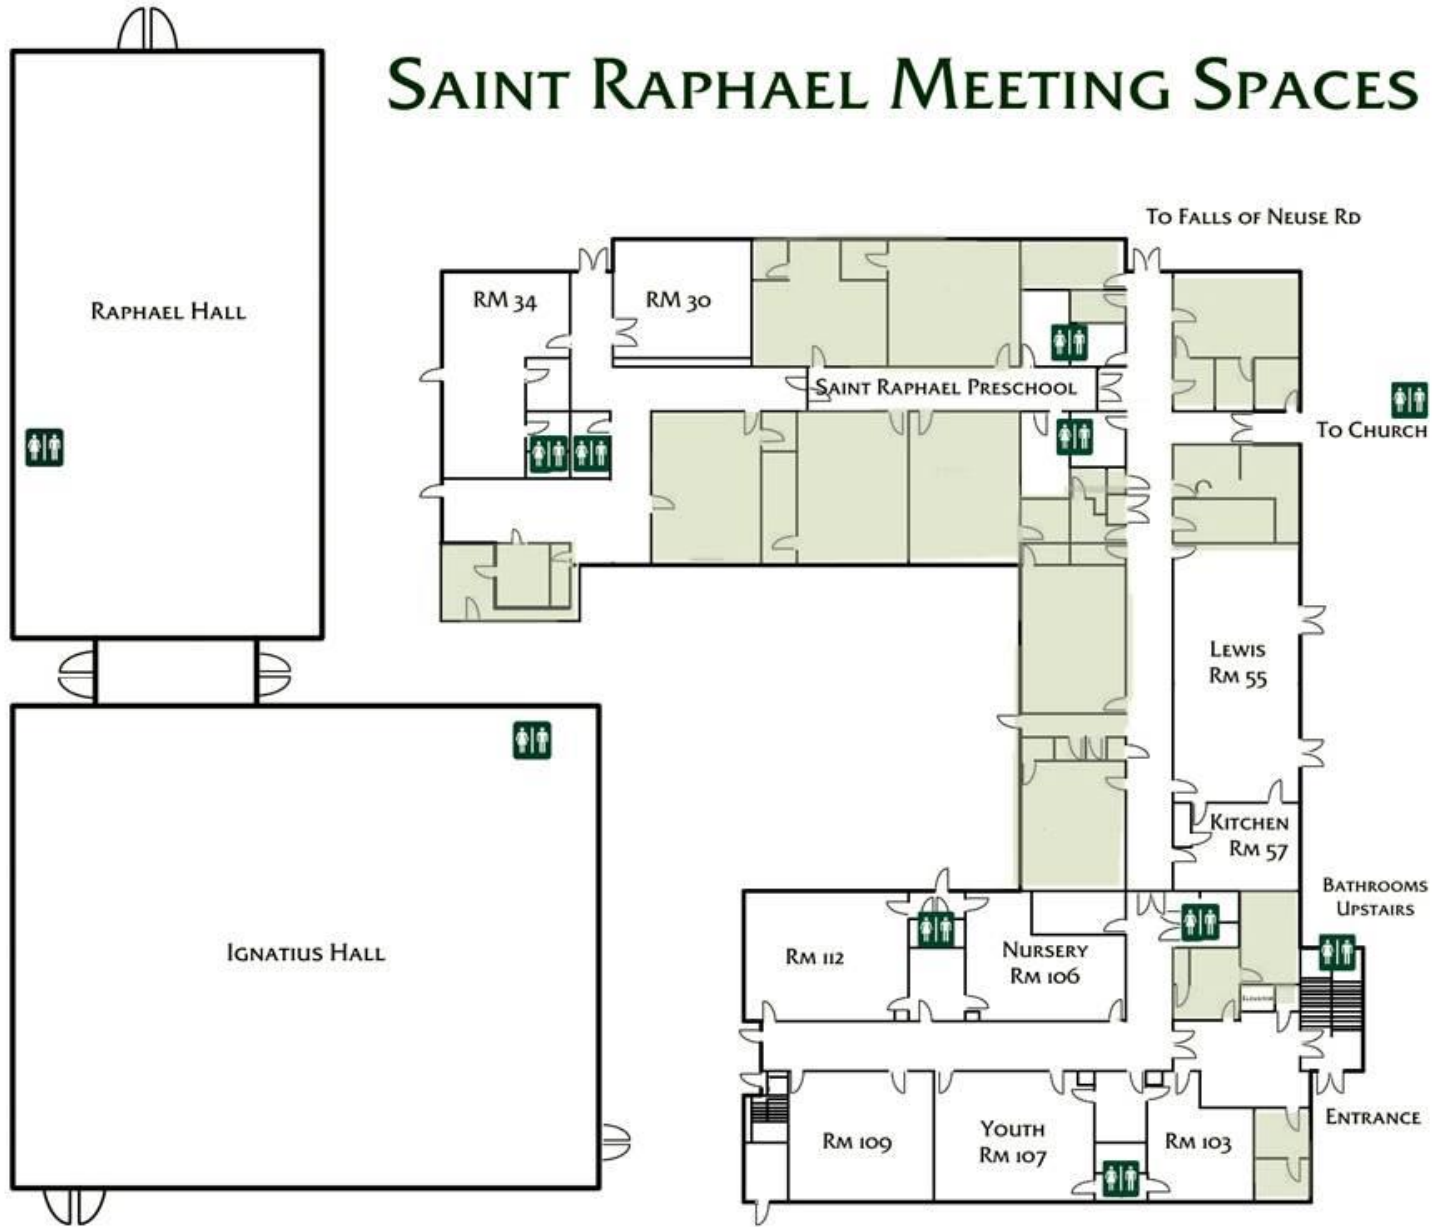 SAINT RAPHAEL MEETING SPACES
TO FALLS OF NEUSE RD
RAPHAEL HALL
RM 34
RM 30
SAINT RAPHAEL PRESCHOOL
TO CHURCH
LEWIS
RM 55
KITCHEN
RM 57
BATHROOMS
UPSTAIRS
IGNATIUS HALL
RM 112
NURSERY
RM 106
ELEVATOR
ENTRANCE
RM 109
YOUTH
RM 107
RM 103